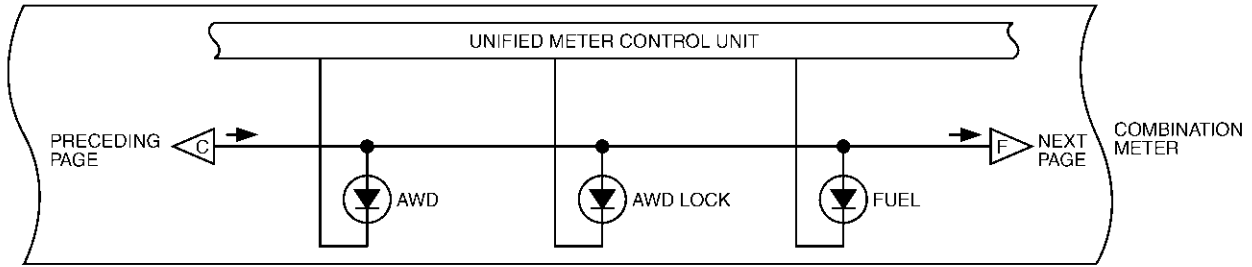 UNIFIED METER CONTROL UNIT
PRECEDING
PAGE
C
F
NEXT
PAGE
COMBINATION
METER
AWD
AWD LOCK
FUEL